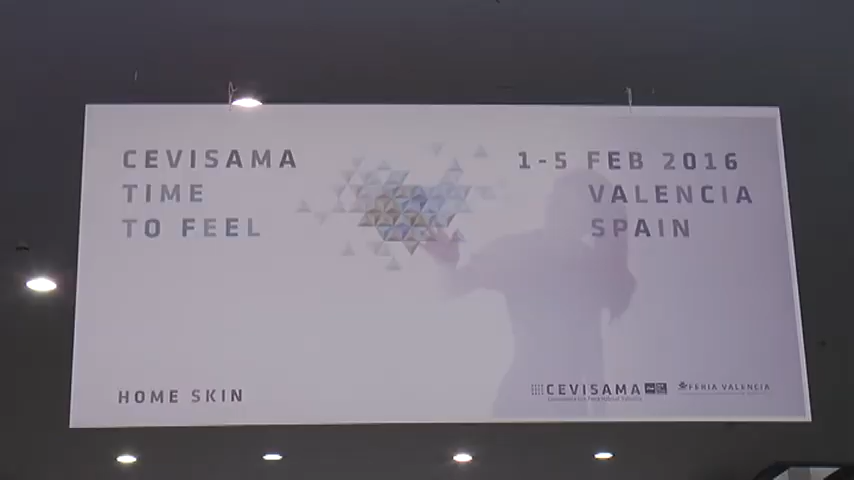 CEVISAMA
TIME
TO FEEL
1-5 FEB 2016
VALENCIA
SPAIN
HOME SKIN
CEVISAMA
FERIA VALENCIA